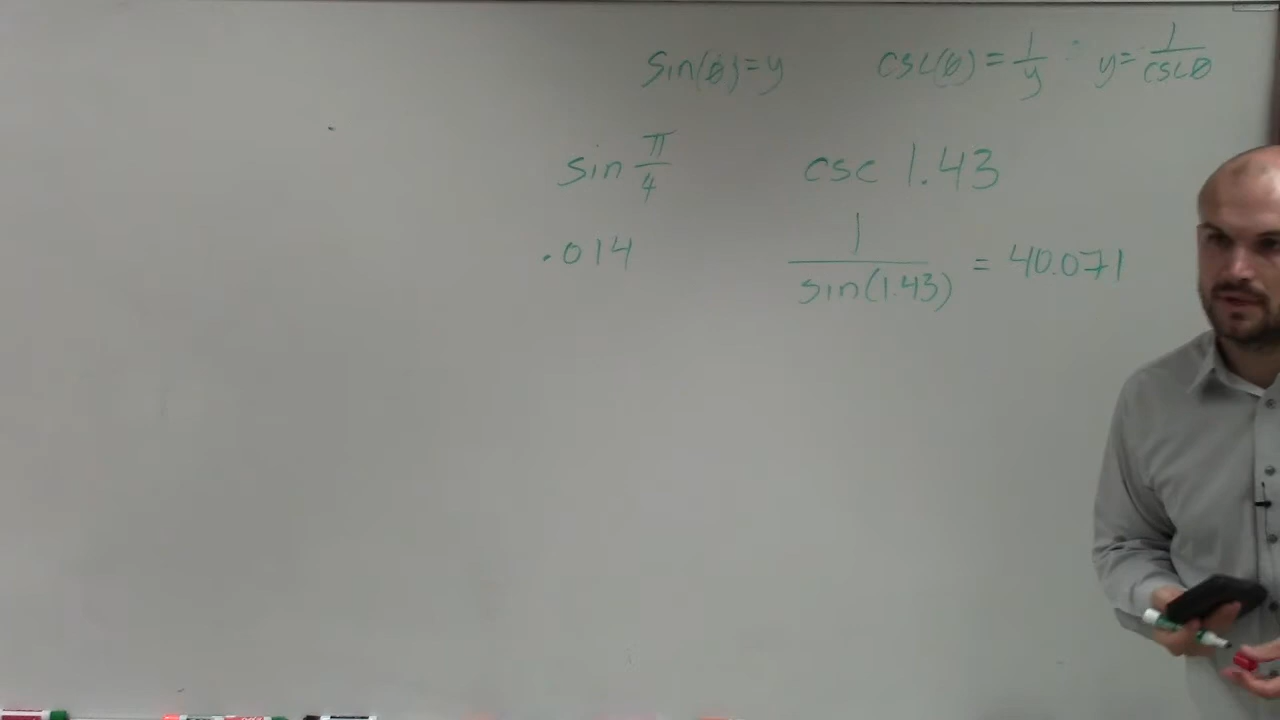 sin(θ)=y csc(θ)=1/y : y=1/cscθ
sin π/4 csc 1.43
.014 1/sin(1.43) = 40.071